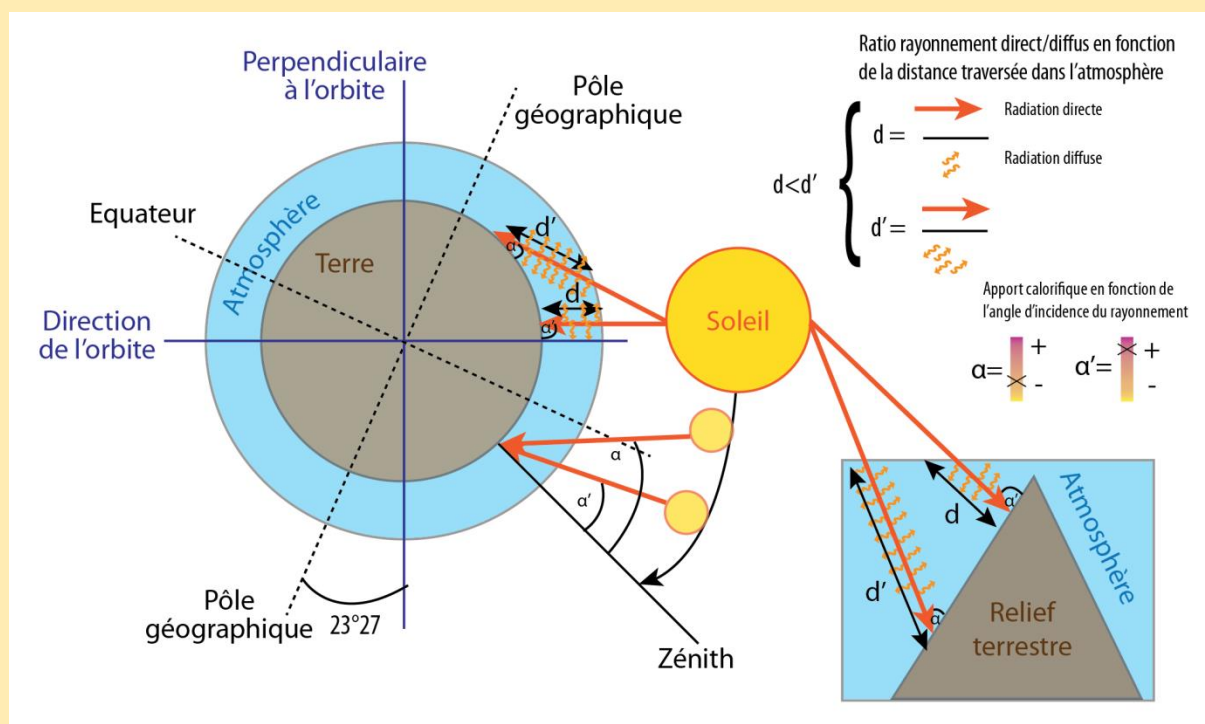 Perpendiculaire
à l'orbite
Pôle
géographique
Equateur
Atmosphère
Terre
Direction
de l'orbite
α
d'
d
α'
Soleil
α
α'
Pôle
géographique
23°27
Zénith
Ratio rayonnement direct/diffus en fonction
de la distance traversée dans l'atmosphère
d<d'
d =
Radiation directe
Radiation diffuse
d'=
Apport calorifique en fonction de
l'angle d'incidence du rayonnement
α=
+
-
α'=
+
-
d
α'
Atmosphère
d'
α
Relief
terrestre